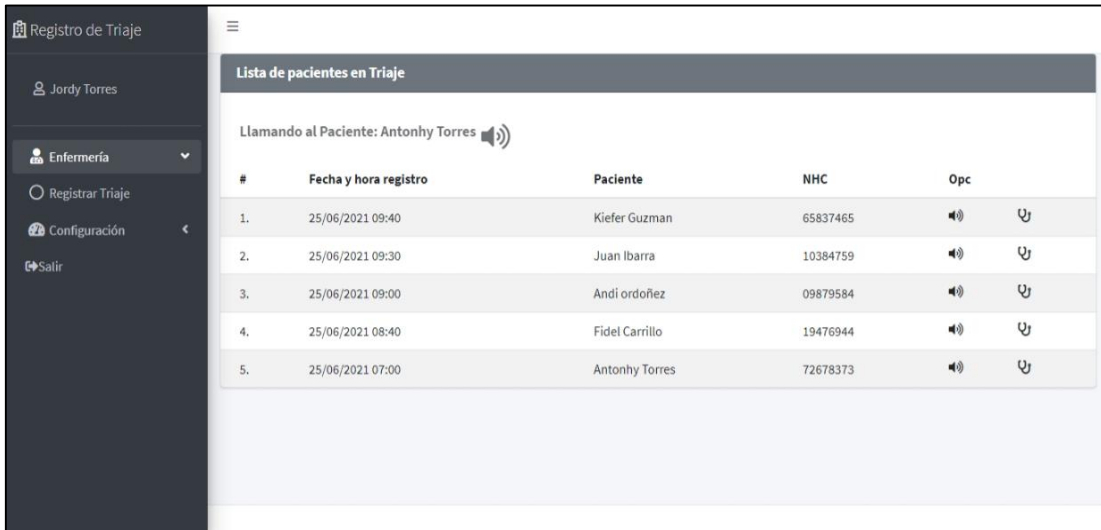 Registro de Triaje
Jordy Torres
Enfermería
Registrar Triaje
Configuración
Salir
Lista de pacientes en Triaje
Llamando al Paciente: Antonhy Torres
# Fecha y hora registro Paciente NHC Opc
1. 25/06/2021 09:40 Kiefer Guzman 65837465
2. 25/06/2021 09:30 Juan Ibarra 10384759
3. 25/06/2021 09:00 Andi ordoñez 09879584
4. 25/06/2021 08:40 Fidel Carrillo 19476944
5. 25/06/2021 07:00 Antonhy Torres 72678373